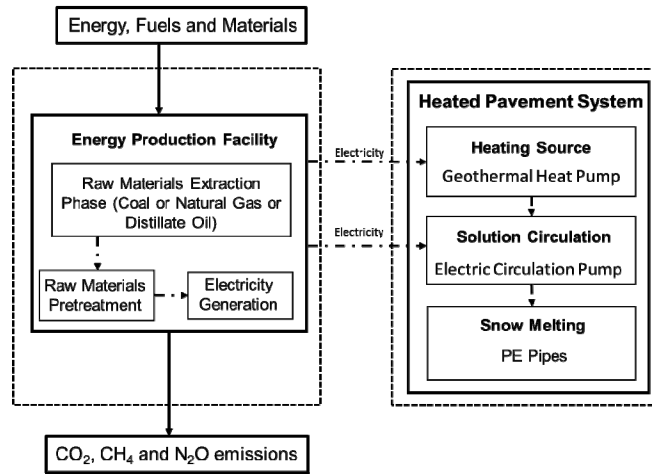 Energy, Fuels and Materials
Energy Production Facility
Raw Materials Extraction
Phase (Coal or Natural Gas or
Distillate Oil)
Raw Materials
Pretreatment
Electricity
Generation
CO₂, CH₄ and N₂O emissions
Electricity
Electricity
Heated Pavement System
Heating Source
Geothermal Heat Pump
Solution Circulation
Electric Circulation Pump
Snow Melting
PE Pipes